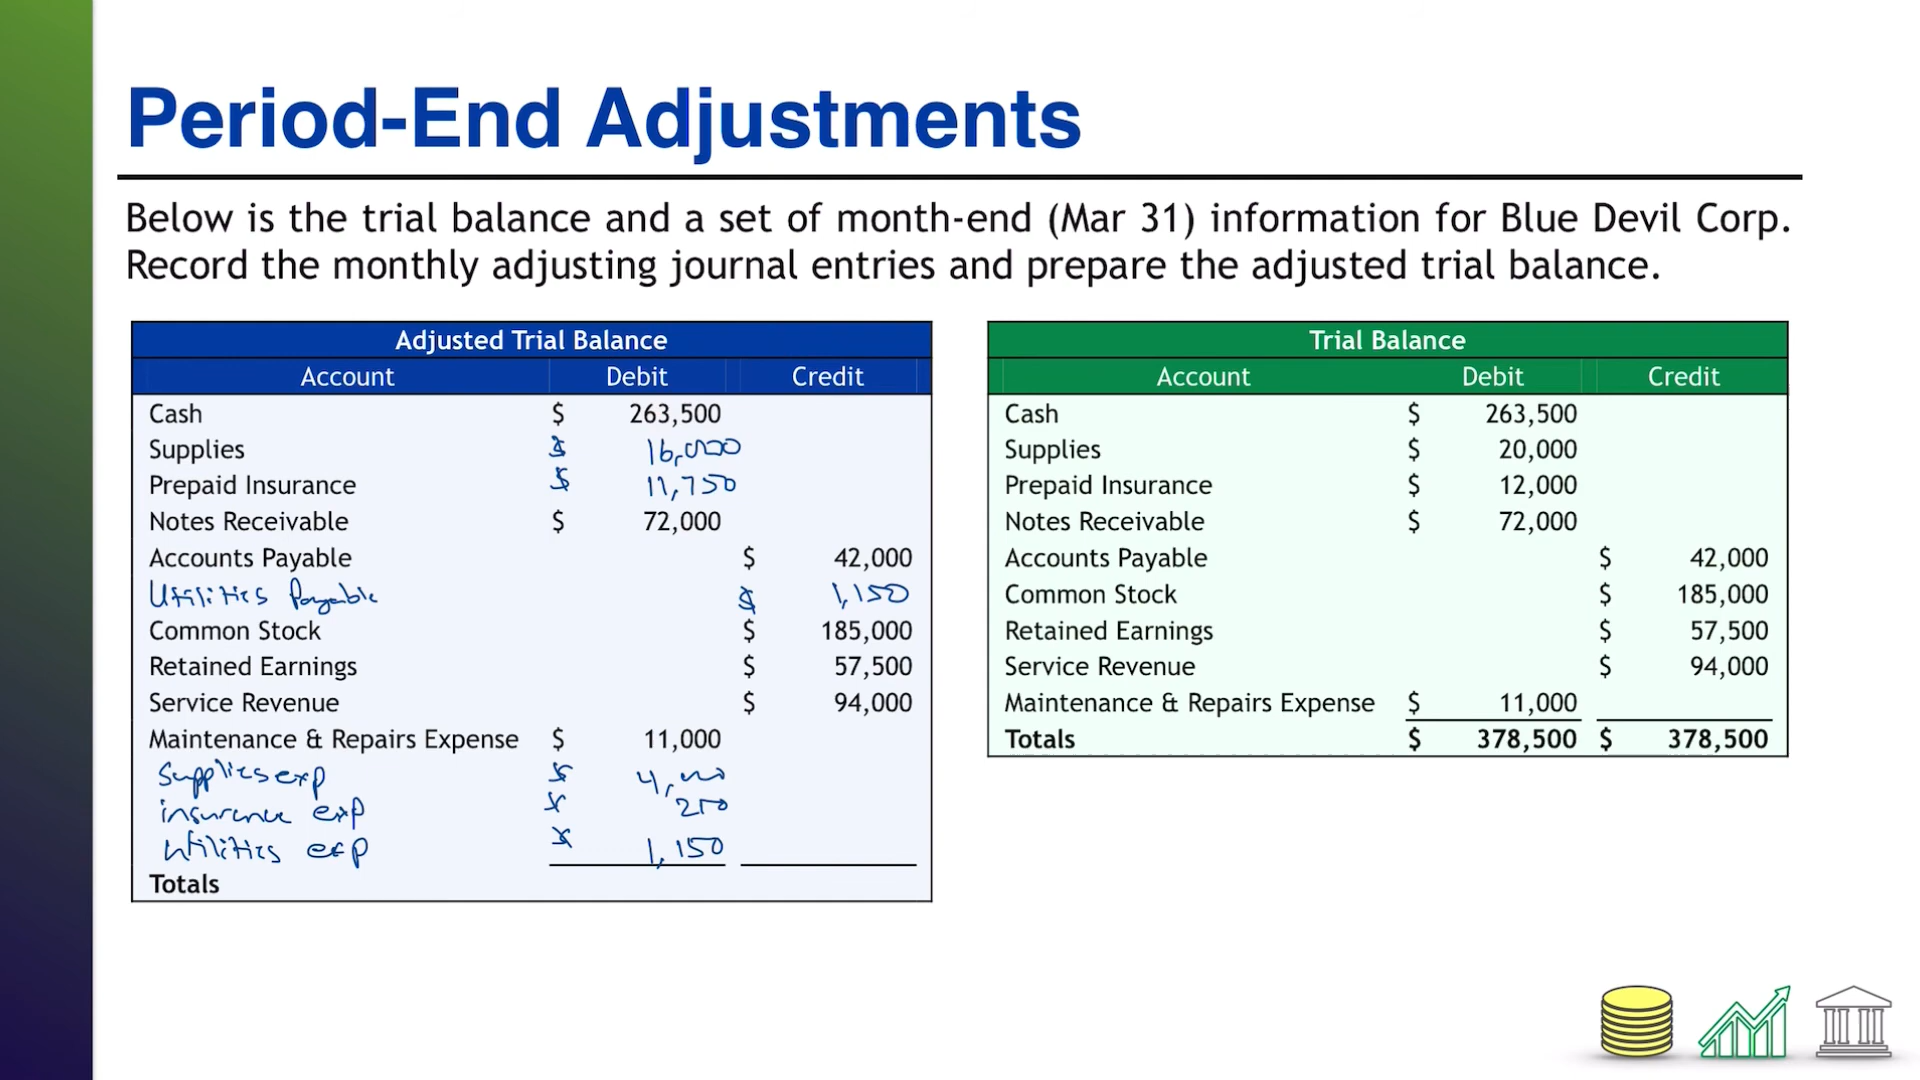 Period-End Adjustments
Below is the trial balance and a set of month-end (Mar 31) information for Blue Devil Corp.
Record the monthly adjusting journal entries and prepare the adjusted trial balance.
Adjusted Trial Balance
Account Debit Credit
Cash $ 263,500
Supplies $ 16,000
Prepaid Insurance $ 11,750
Notes Receivable $ 72,000
Accounts Payable $ 42,000
Utilities Payable $ 1,150
Common Stock $ 185,000
Retained Earnings $ 57,500
Service Revenue $ 94,000
Maintenance & Repairs Expense $ 11,000
Supplies exp $ 4,000
insurance exp $ 250
Utilities exp $ 1,150
Totals
Trial Balance
Account Debit Credit
Cash $ 263,500
Supplies $ 20,000
Prepaid Insurance $ 12,000
Notes Receivable $ 72,000
Accounts Payable $ 42,000
Common Stock $ 185,000
Retained Earnings $ 57,500
Service Revenue $ 94,000
Maintenance & Repairs Expense $ 11,000
Totals $ 378,500 $ 378,500